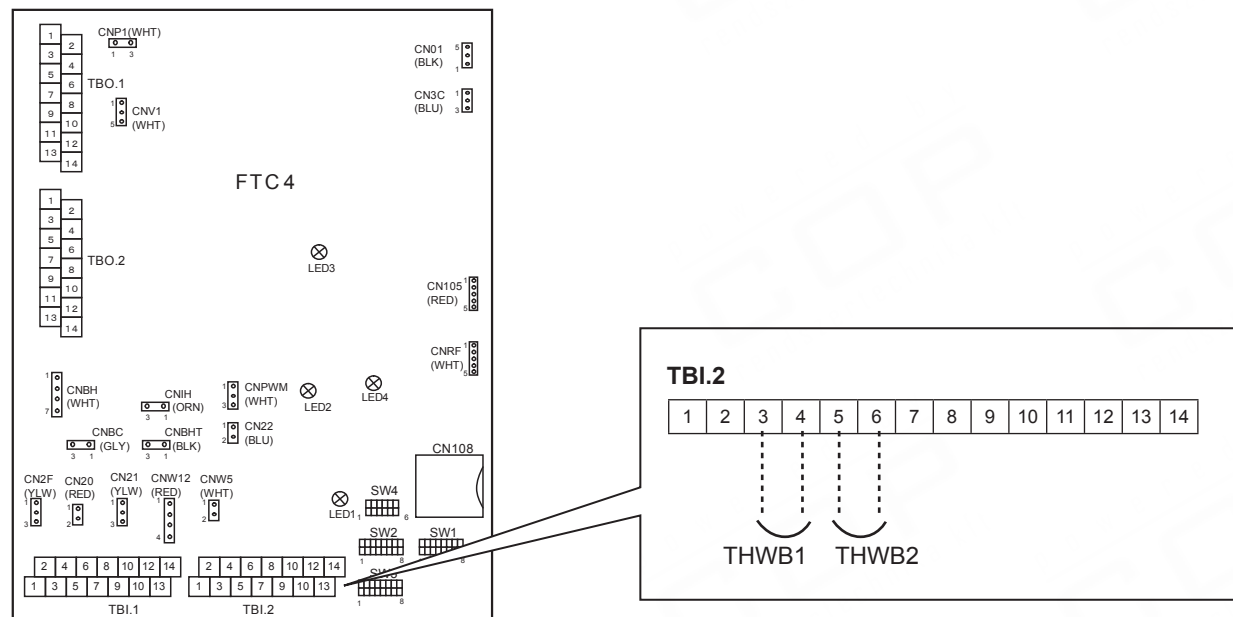 CNP1(WHT)
1 3
1
2
3
4
5
6
7
8
9
10
11
12
13
14
TBO.1
1
CNV1
5 (WHT)
CN01 5
(BLK)
1
CN3C 1
(BLU)
3
FTC4
1
2
3
4
5
6
7
8
9
10
11
12
13
14
TBO.2
LED3
CN105 1
(RED)
5
CNRF 1
(WHT)
5
1
CNBH
(WHT)
7
CNIH
(ORN)
3 1
1 CNPWM
3 (WHT)
LED2
LED4
CNBC
(GLY)
3 1
CNBHT
(BLK)
3 1
1 CN22
2 (BLU)
CN108
CN2F
(YLW)
1
3
CN20
(RED)
1
2
CN21
(YLW)
1
3
CNW12
(RED)
1
4
CNW5
(WHT)
1
2
LED1
SW4
1 6
SW2
1 8
SW1
8
1 8
2 4 6 8 10 12 14
1 3 5 7 9 10 13
TBI.1
2 4 6 8 10 12 14
1 3 5 7 9 10 13
TBI.2
TBI.2
1 2 3 4 5 6 7 8 9 10 11 12 13 14
THWB1 THWB2